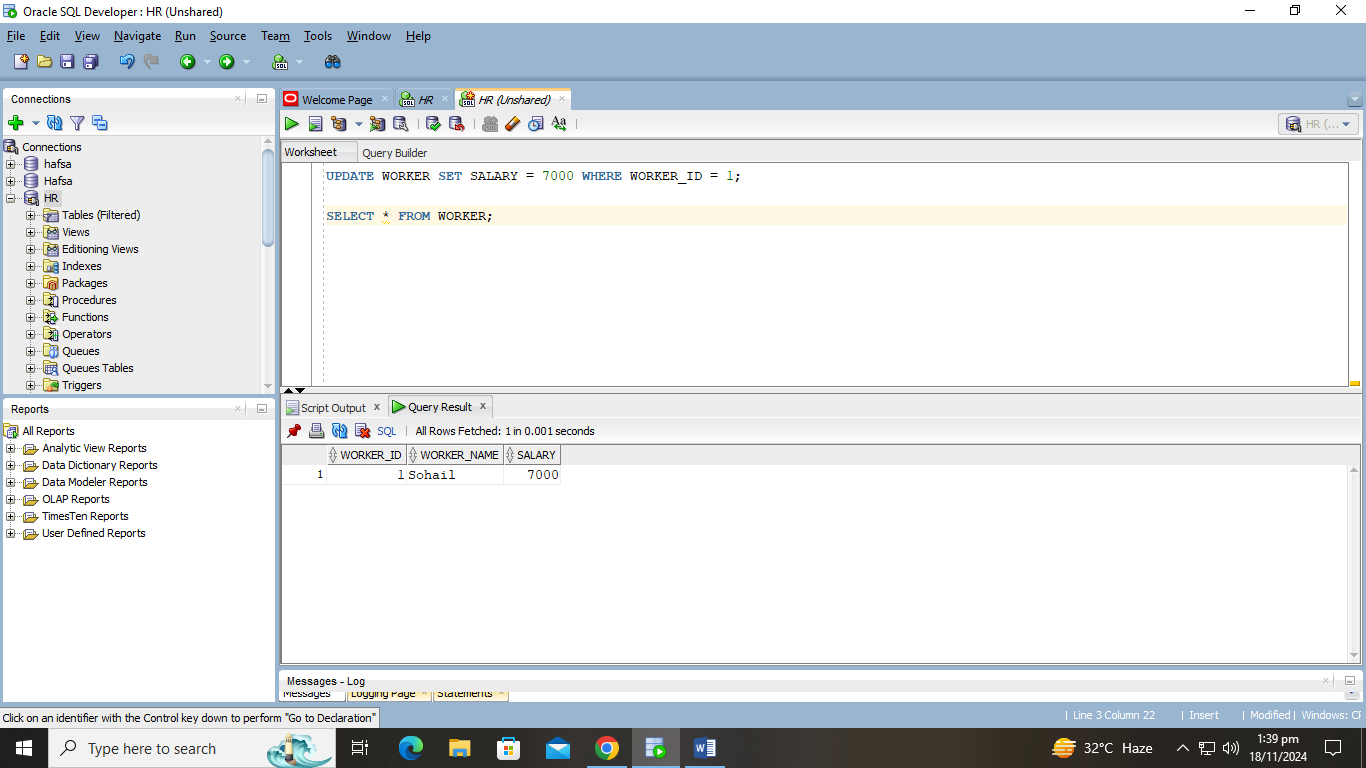 Oracle SQL Developer : HR (Unshared)
File Edit View Navigate Run Source Team Tools Window Help
Connections
Connections
hafsa
Hafsa
HR
Tables (Filtered)
Views
Editioning Views
Indexes
Packages
Procedures
Functions
Operators
Queues
Queues Tables
Triggers
Reports
All Reports
Analytic View Reports
Data Dictionary Reports
Data Modeler Reports
OLAP Reports
TimesTen Reports
User Defined Reports
Welcome Page HR HR (Unshared)
HR (...
Worksheet Query Builder
UPDATE WORKER SET SALARY = 7000 WHERE WORKER_ID = 1;
SELECT * FROM WORKER;
Script Output x Query Result x
SQL | All Rows Fetched: 1 in 0.001 seconds
WORKER_ID WORKER_NAME SALARY
1 1 Sohail 7000
Messages - Log
Messages Logging Page Statements
Click on an identifier with the Control key down to perform "Go to Declaration"
| Line 3 Column 22 | Insert | Modified | Windows: CF
Type here to search
32°C Haze
1:39 pm
18/11/2024